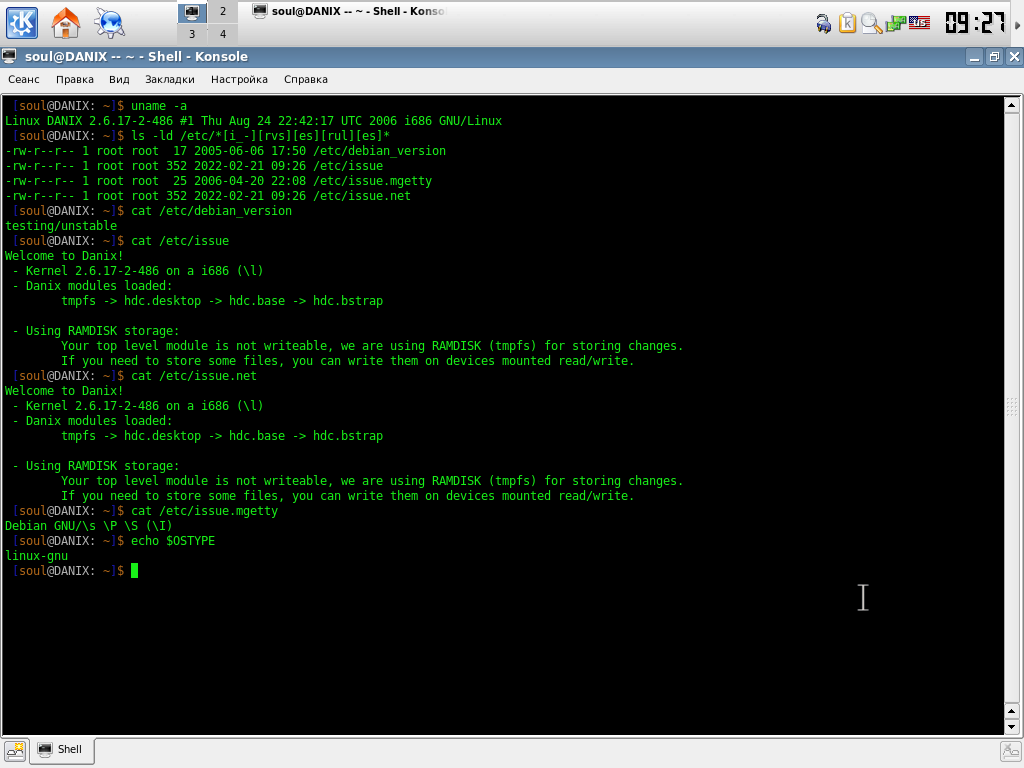 2
3
4
soul@DANIX -- ~ - Shell - Konso
09:27
soul@DANIX -- ~ - Shell - Konsole
Сеанс Правка Вид Закладки Настройка Справка
[soul@DANIX: ~]$ uname -a
Linux DANIX 2.6.17-2-486 #1 Thu Aug 24 22:42:17 UTC 2006 i686 GNU/Linux
[soul@DANIX: ~]$ ls -ld /etc/*[i_-][rvs][es][rul][es]*
-rw-r--r-- 1 root root  17 2005-06-06 17:50 /etc/debian_version
-rw-r--r-- 1 root root 352 2022-02-21 09:26 /etc/issue
-rw-r--r-- 1 root root  25 2006-04-20 22:08 /etc/issue.mgetty
-rw-r--r-- 1 root root 352 2022-02-21 09:26 /etc/issue.net
[soul@DANIX: ~]$ cat /etc/debian_version
testing/unstable
[soul@DANIX: ~]$ cat /etc/issue
Welcome to Danix!
 - Kernel 2.6.17-2-486 on a i686 (\l)
 - Danix modules loaded:
        tmpfs -> hdc.desktop -> hdc.base -> hdc.bstrap
 - Using RAMDISK storage:
        Your top level module is not writeable, we are using RAMDISK (tmpfs) for storing changes.
        If you need to store some files, you can write them on devices mounted read/write.
[soul@DANIX: ~]$ cat /etc/issue.net
Welcome to Danix!
 - Kernel 2.6.17-2-486 on a i686 (\l)
 - Danix modules loaded:
        tmpfs -> hdc.desktop -> hdc.base -> hdc.bstrap
 - Using RAMDISK storage:
        Your top level module is not writeable, we are using RAMDISK (tmpfs) for storing changes.
        If you need to store some files, you can write them on devices mounted read/write.
[soul@DANIX: ~]$ cat /etc/issue.mgetty
Debian GNU/\s \P \S (\I)
[soul@DANIX: ~]$ echo $OSTYPE
linux-gnu
[soul@DANIX: ~]$
Shell